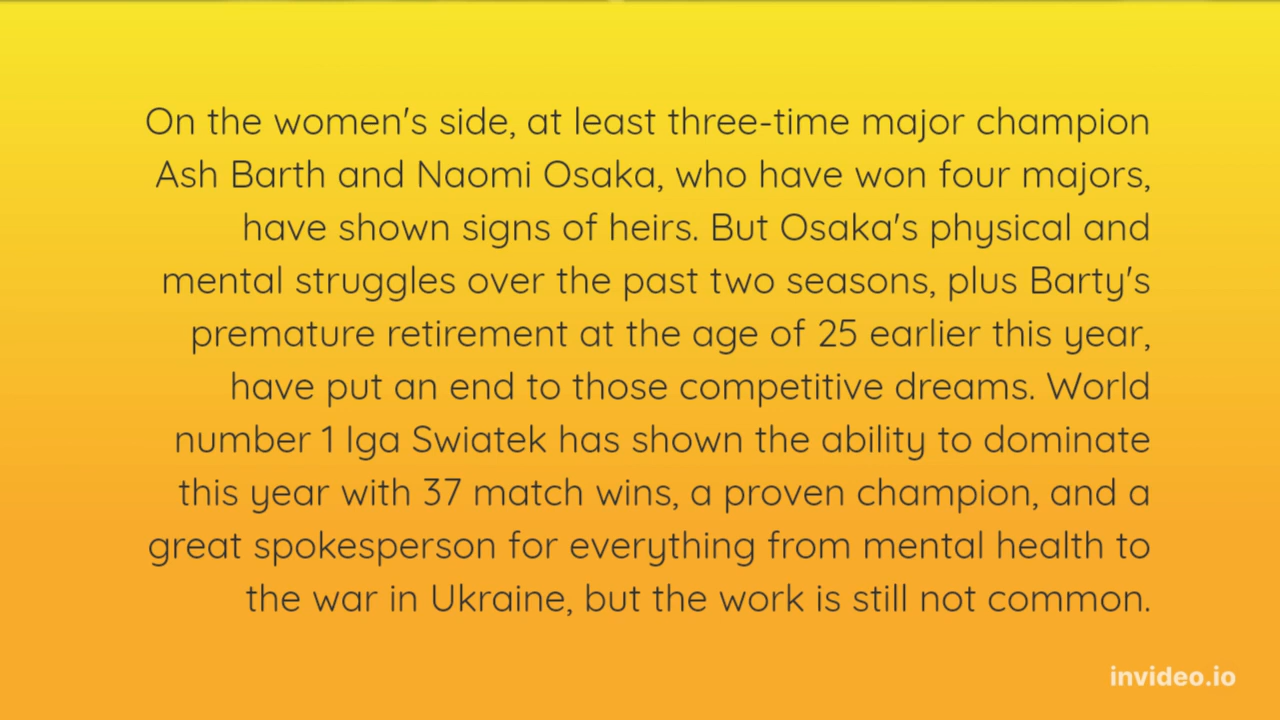 On the women's side, at least three-time major champion
Ash Barth and Naomi Osaka, who have won four majors,
have shown signs of heirs. But Osaka's physical and
mental struggles over the past two seasons, plus Barty's
premature retirement at the age of 25 earlier this year,
have put an end to those competitive dreams. World
number 1 Iga Swiatek has shown the ability to dominate
this year with 37 match wins, a proven champion, and a
great spokesperson for everything from mental health to
the war in Ukraine, but the work is still not common.
invideo.io